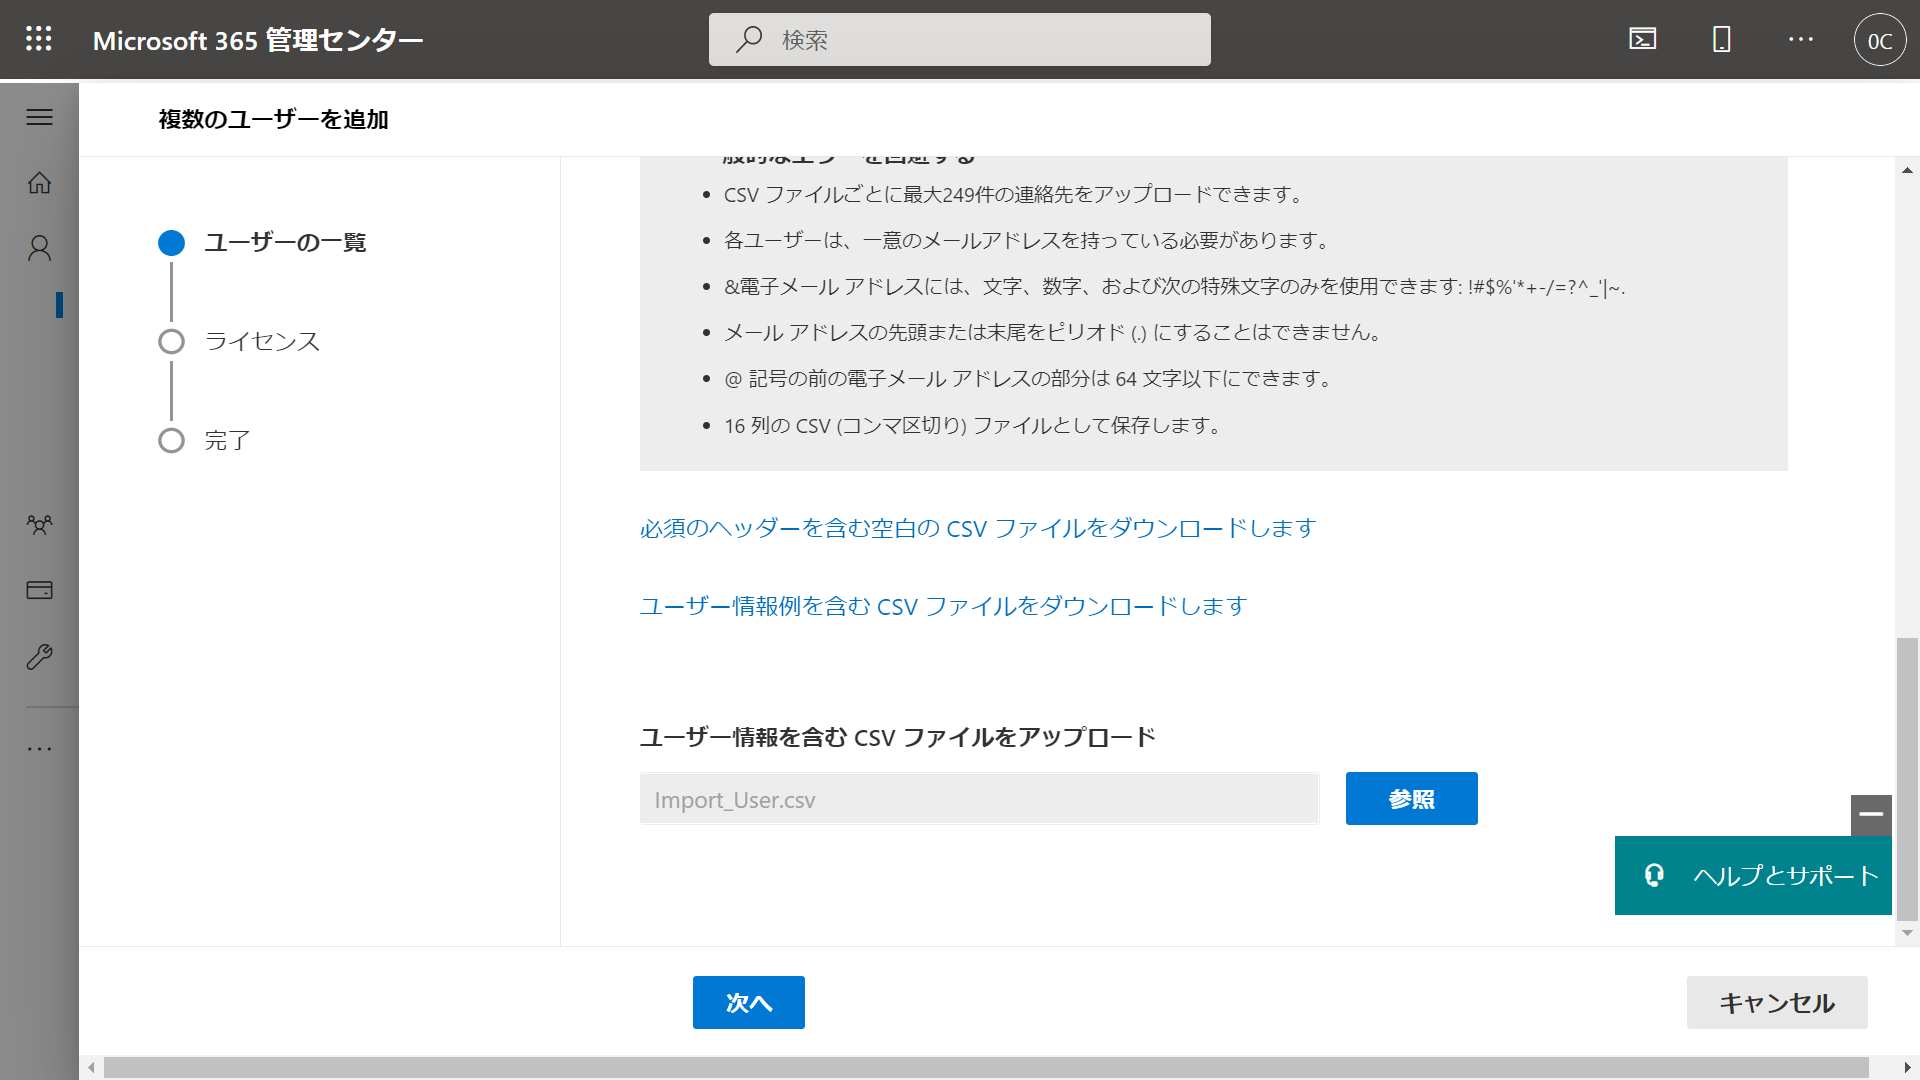 Microsoft 365 管理センター
検索
OC
複数のユーザーを追加
ユーザーの一覧
ライセンス
完了
般的なエラーを回避する
CSV ファイルごとに最大249件の連絡先をアップロードできます。
各ユーザーは、一意のメールアドレスを持っている必要があります。
&電子メール アドレスには、文字、数字、および次の特殊文字のみを使用できます: !#$%'*+-/=?^_'|~.
メール アドレスの先頭または末尾をピリオド (.) にすることはできません。
@ 記号の前の電子メール アドレスの部分は 64 文字以下にできます。
16 列の CSV (コンマ区切り) ファイルとして保存します。
必須のヘッダーを含む空白の CSV ファイルをダウンロードします
ユーザー情報例を含む CSV ファイルをダウンロードします
ユーザー情報を含む CSV ファイルをアップロード
Import_User.csv
参照
ヘルプとサポート
次へ
キャンセル